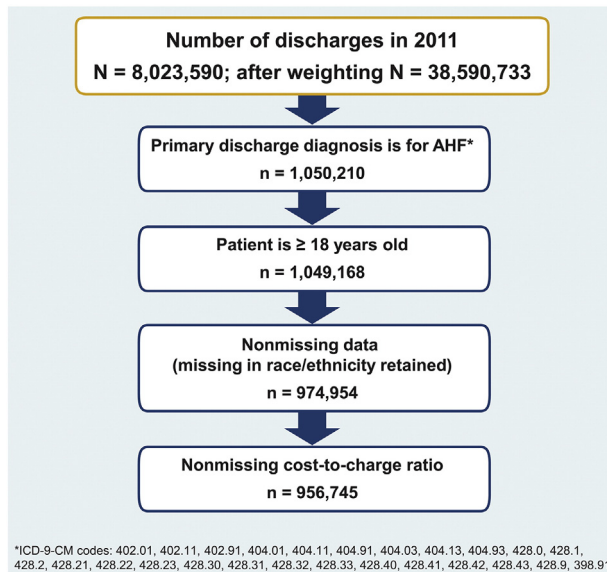 Number of discharges in 2011
N = 8,023,590; after weighting N = 38,590,733
Primary discharge diagnosis is for AHF*
n = 1,050,210
Patient is ≥ 18 years old
n = 1,049,168
Nonmissing data
(missing in race/ethnicity retained)
n = 974,954
Nonmissing cost-to-charge ratio
n = 956,745
*ICD-9-CM codes: 402.01, 402.11, 402.91, 404.01, 404.11, 404.91, 404.03, 404.13, 404.93, 428.0, 428.1,
428.2, 428.21, 428.22, 428.23, 428.30, 428.31, 428.32, 428.33, 428.40, 428.41, 428.42, 428.43, 428.9, 398.91